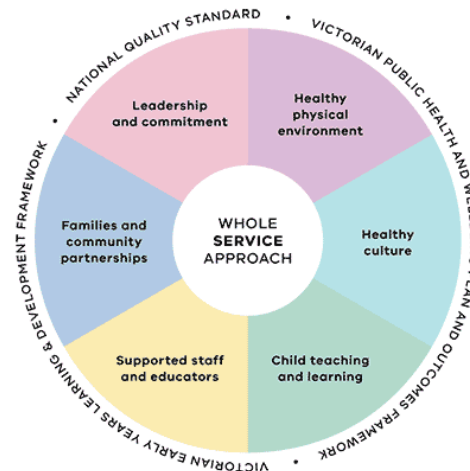 NATIONAL QUALITY STANDARD •
VICTORIAN PUBLIC HEALTH AND WELLBEING PLAN AND OUTCOMES FRAMEWORK •
VICTORIAN EARLY YEARS LEARNING & DEVELOPMENT FRAMEWORK •
Leadership
and commitment
Healthy
physical
environment
Families and
community
partnerships
WHOLE
SERVICE
APPROACH
Healthy
culture
Supported staff
and educators
Child teaching
and learning